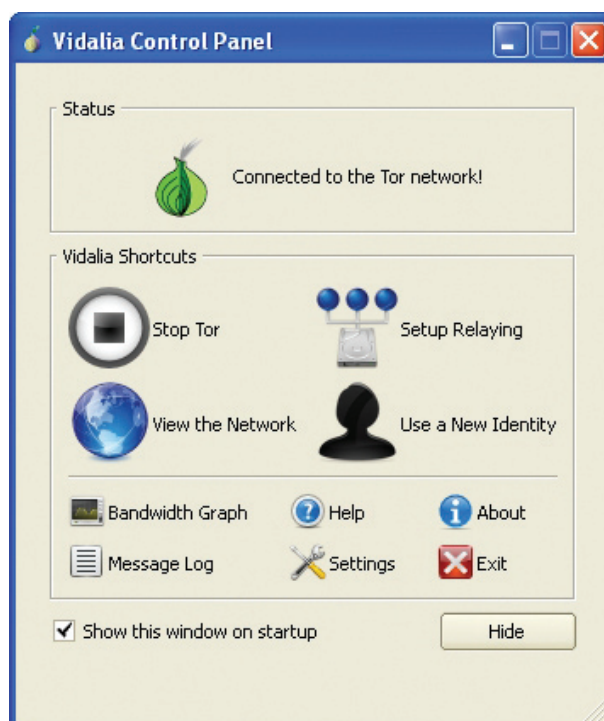 Vidalia Control Panel
Status
Connected to the Tor network!
Vidalia Shortcuts
Stop Tor
Setup Relaying
View the Network
Use a New Identity
Bandwidth Graph
Help
About
Message Log
Settings
Exit
Show this window on startup
Hide